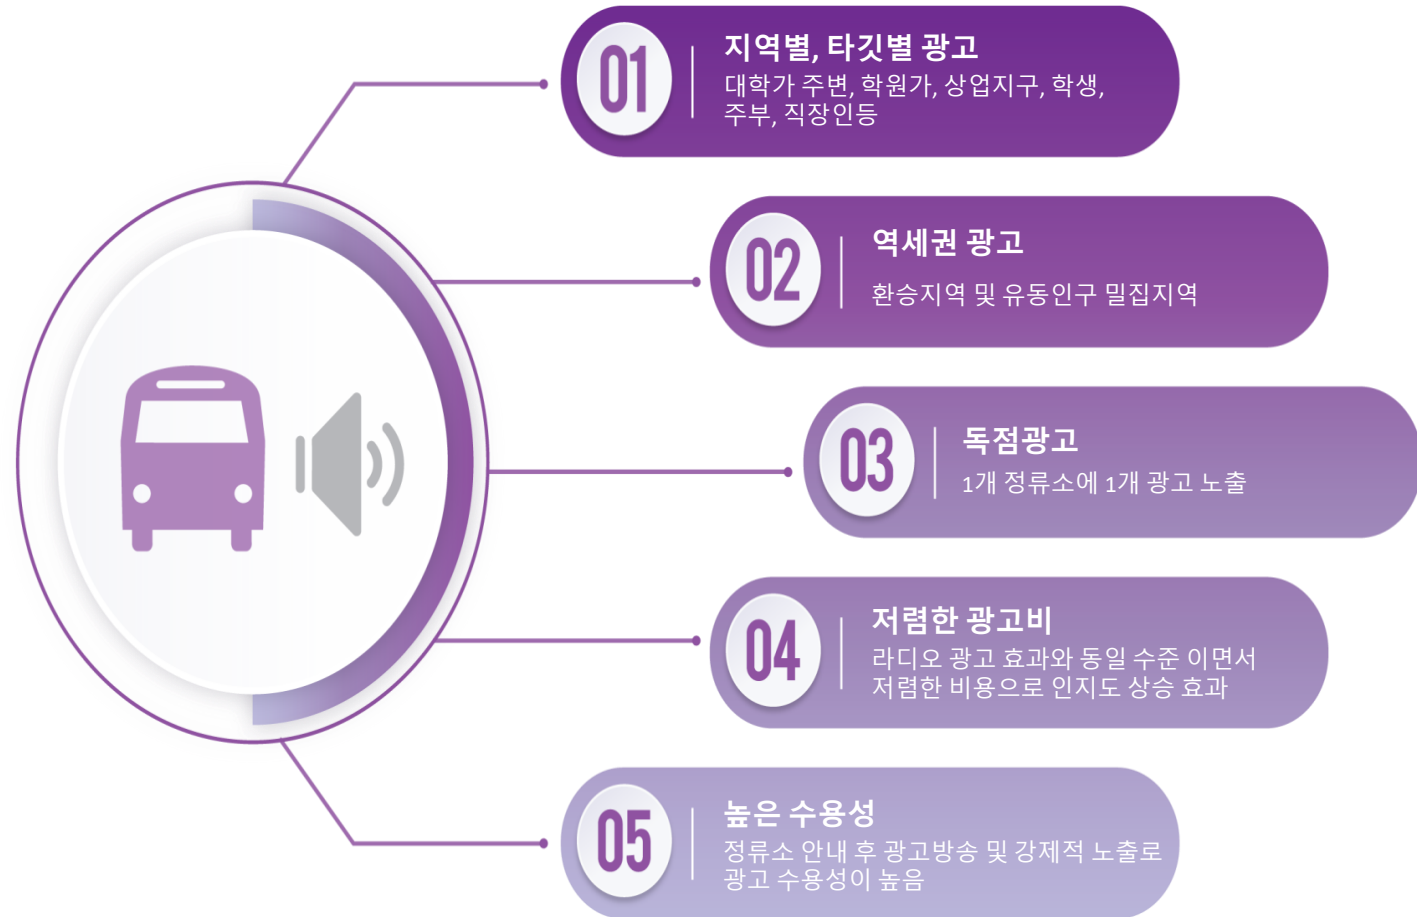 01
지역별, 타깃별 광고
대학가 주변, 학원가, 상업지구, 학생,
주부, 직장인등
02
역세권 광고
환승지역 및 유동인구 밀집지역
03
독점광고
1개 정류소에 1개 광고 노출
04
저렴한 광고비
라디오 광고 효과와 동일 수준 이면서
저렴한 비용으로 인지도 상승 효과
05
높은 수용성
정류소 안내 후 광고방송 및 강제적 노출로
광고 수용성이 높음